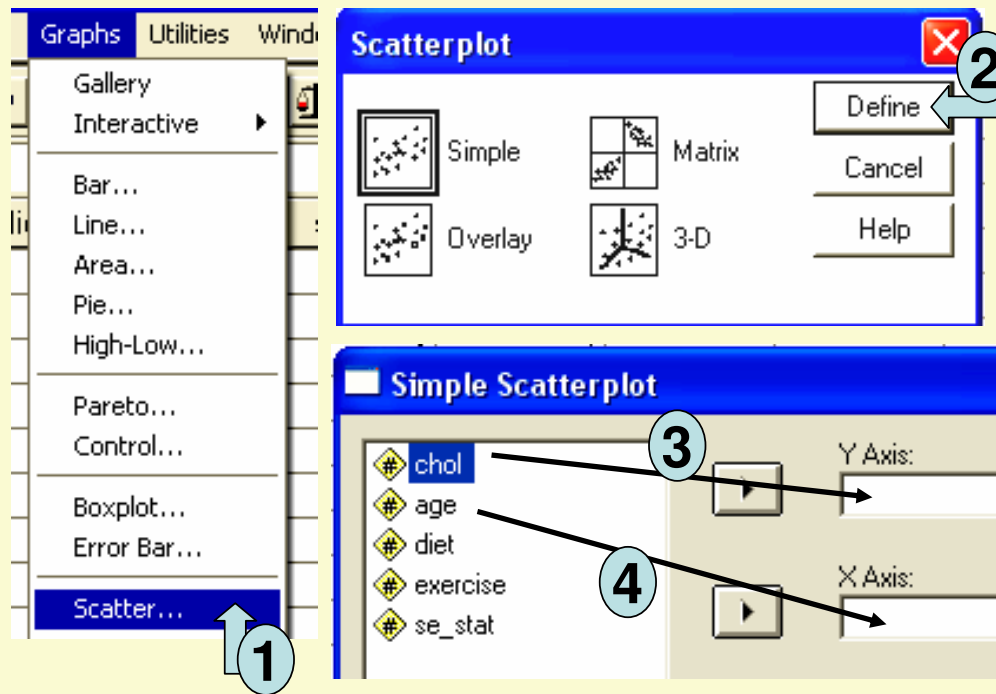 Graphs Utilities Wind
Gallery
Interactive
Bar...
Line...
Area...
Pie...
High-Low...
Pareto...
Control...
Boxplot...
Error Bar...
Scatter...
1
Scatterplot
2
Simple
Matrix
Define
Cancel
Overlay
3-D
Help
Simple Scatterplot
3
chol
age
diet
exercise
se_stat
4
Y Axis:
X Axis: